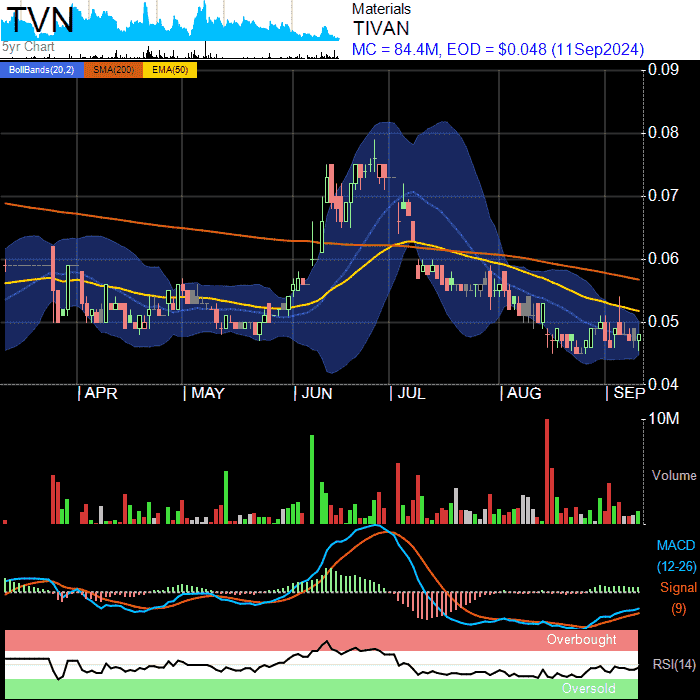 TVN
5yr Chart
Materials
TIVAN
MC = 84.4M, EOD = $0.048 (11Sep2024)
BollBands(20,2) SMA(200) EMA(50)
0.09
0.08
0.07
0.06
0.05
0.04
APR MAY JUN JUL AUG SEP
10M
Volume
MACD
(12-26)
Signal
(9)
Overbought
RSI(14)
Oversold